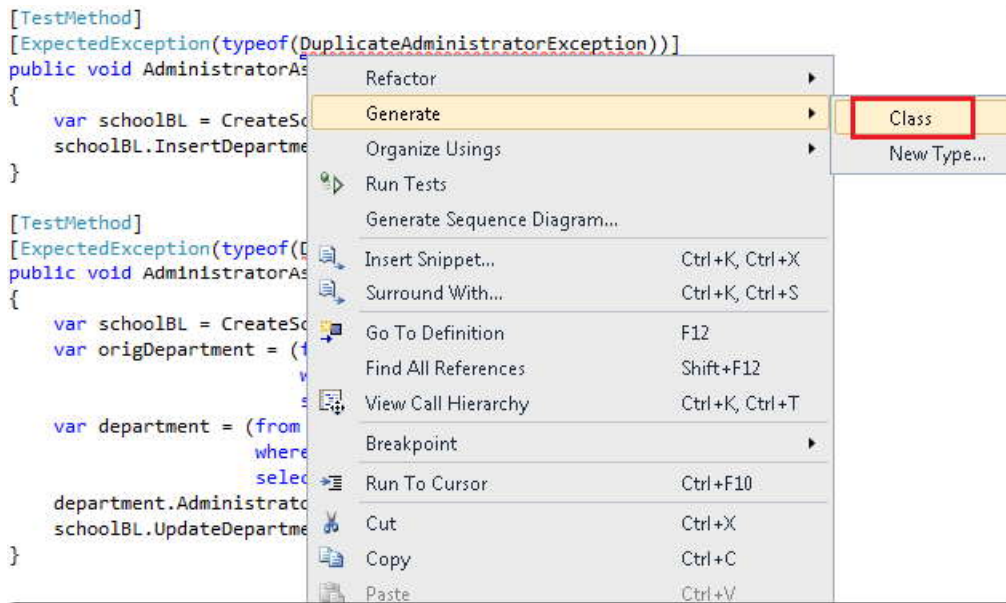 [TestMethod]
[ExpectedException(typeof(DuplicateAdministratorException))]
public void AdministratorAs
{
var schoolBL = CreateSc
schoolBL.InsertDepartme
}
[TestMethod]
[ExpectedException(typeof(D
public void AdministratorAs
{
var schoolBL = CreateSc
var origDepartment = (f
w
s
var department = (from
where
selec
department.Administrato
schoolBL.UpdateDepartme
}
Refactor
Generate
Organize Usings
Run Tests
Generate Sequence Diagram...
Insert Snippet... Ctrl+K, Ctrl+X
Surround With... Ctrl+K, Ctrl+S
Go To Definition F12
Find All References Shift+F12
View Call Hierarchy Ctrl+K, Ctrl+T
Breakpoint
Run To Cursor Ctrl+F10
Cut Ctrl+X
Copy Ctrl+C
Paste Ctrl+V
Class
New Type...